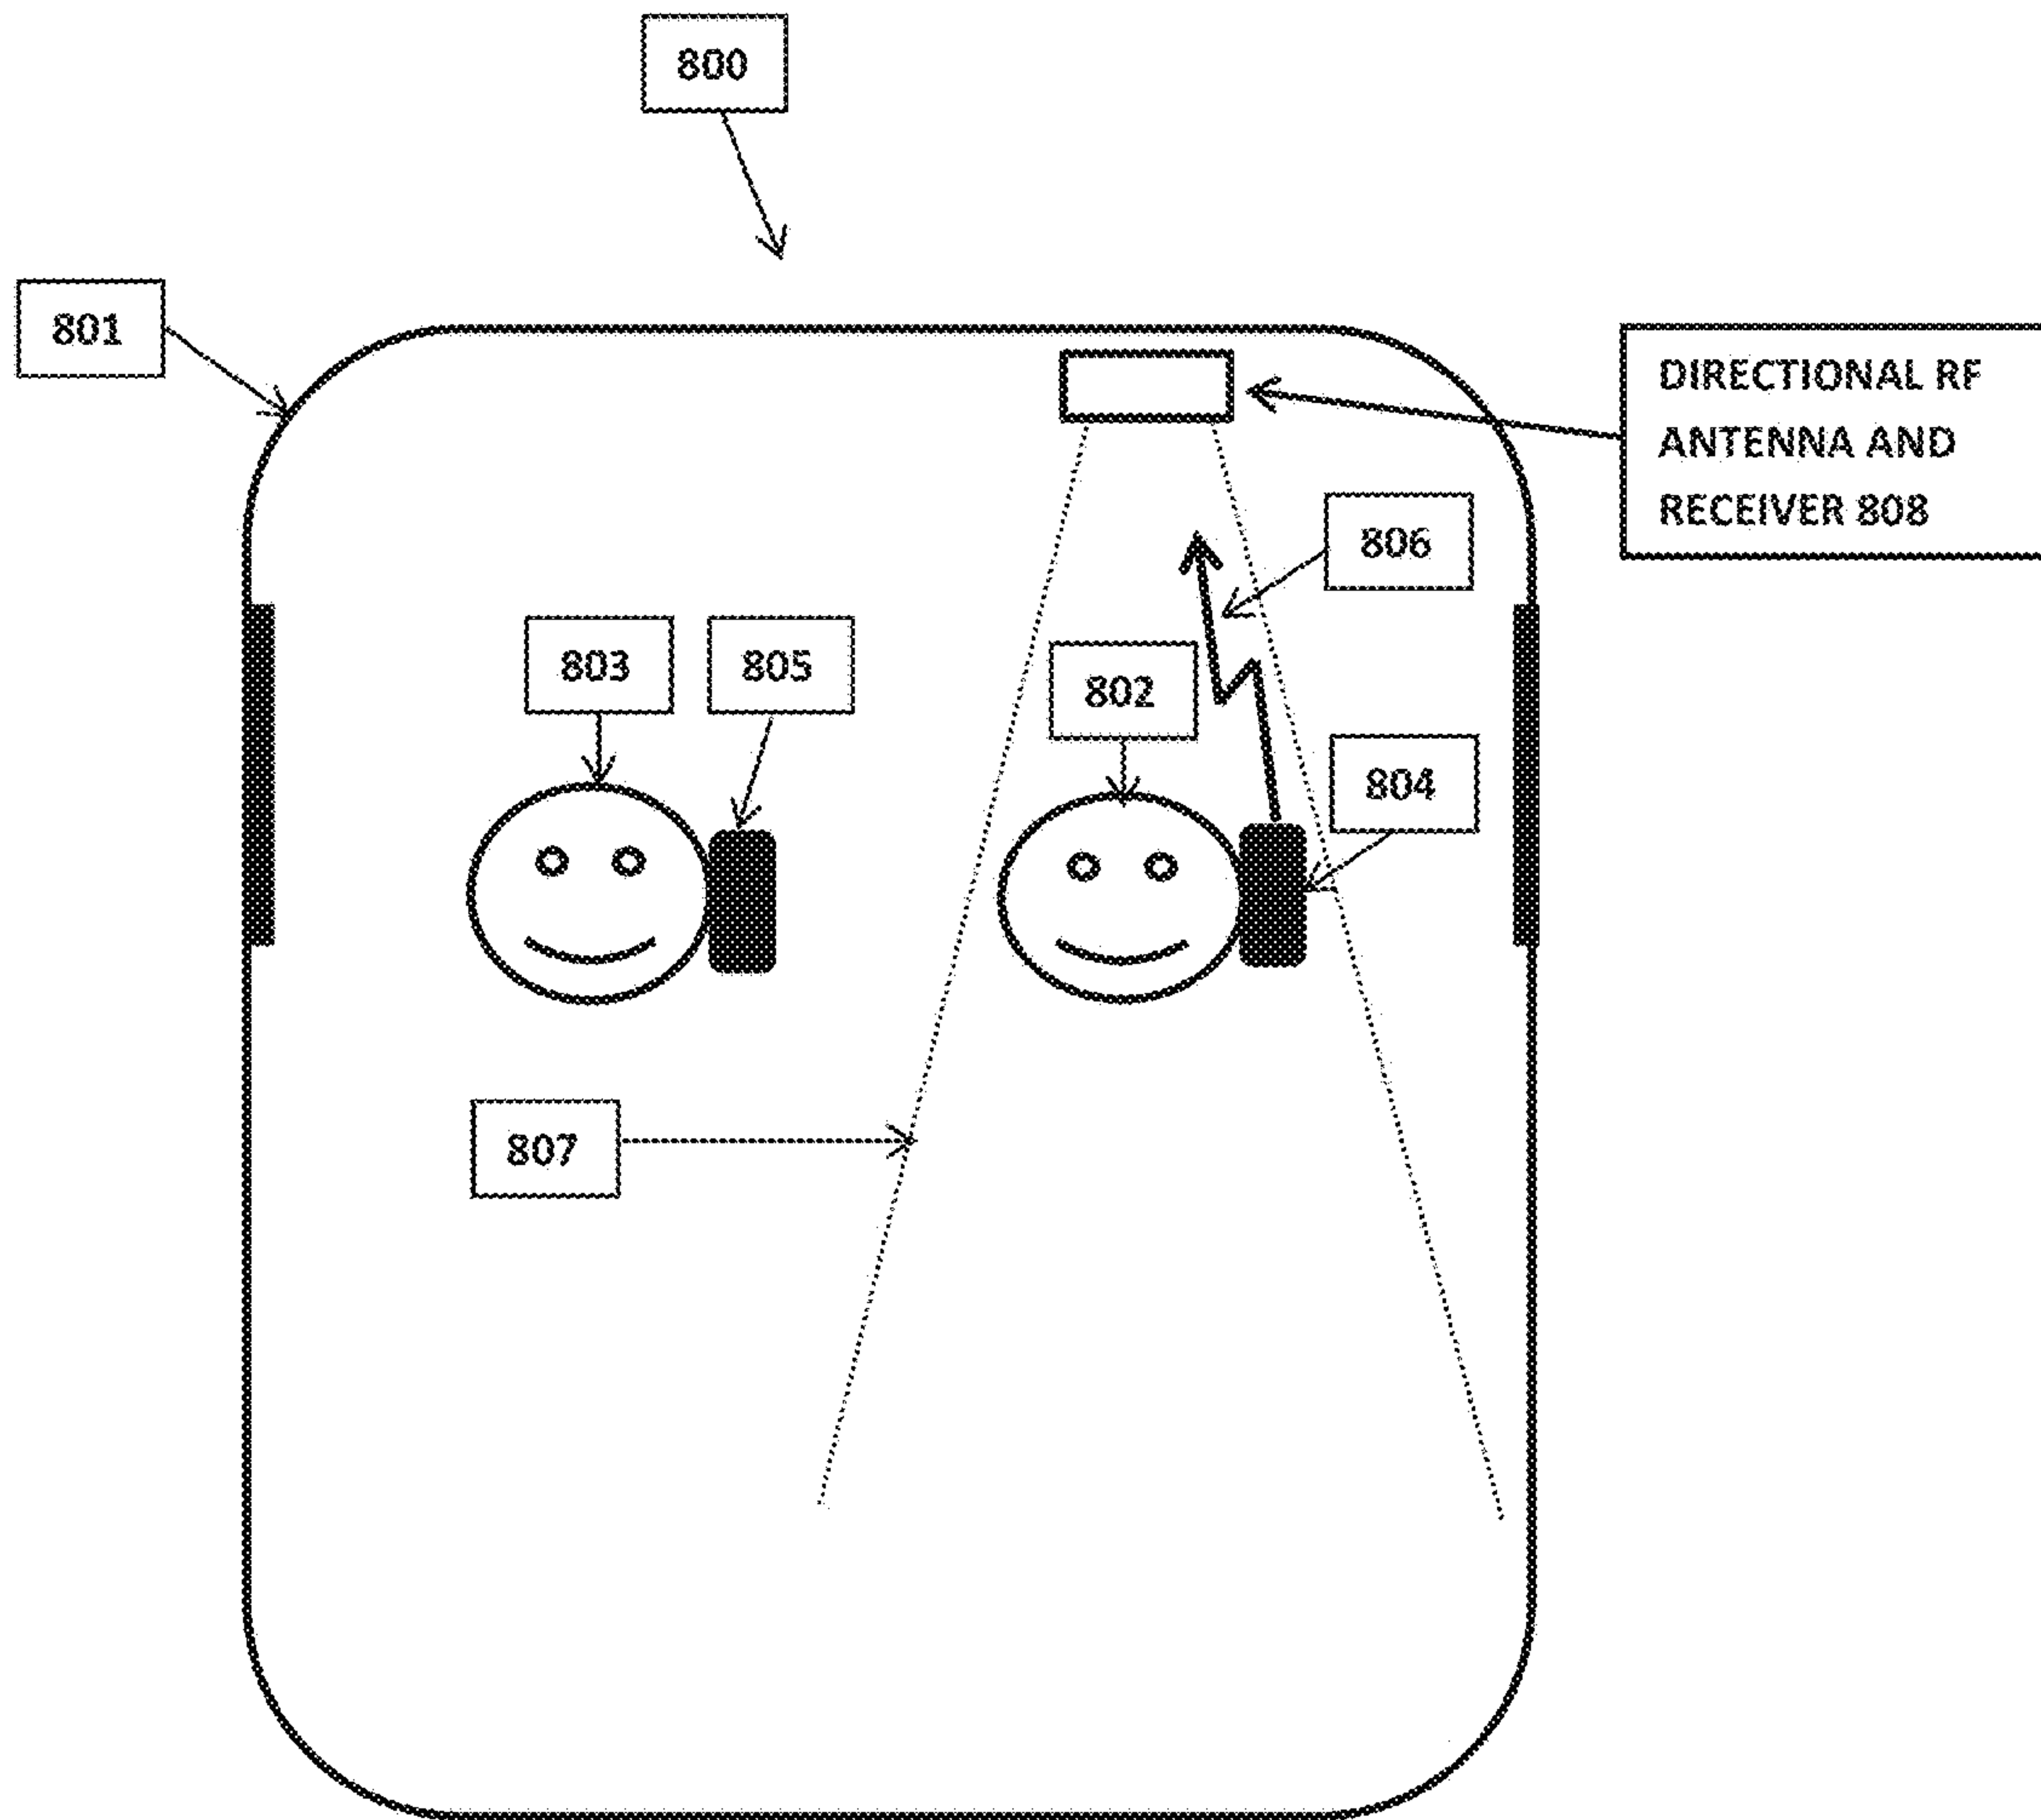 800
801
DIRECTIONAL RF
ANTENNA AND
RECEIVER 808
806
803
805
802
804
807